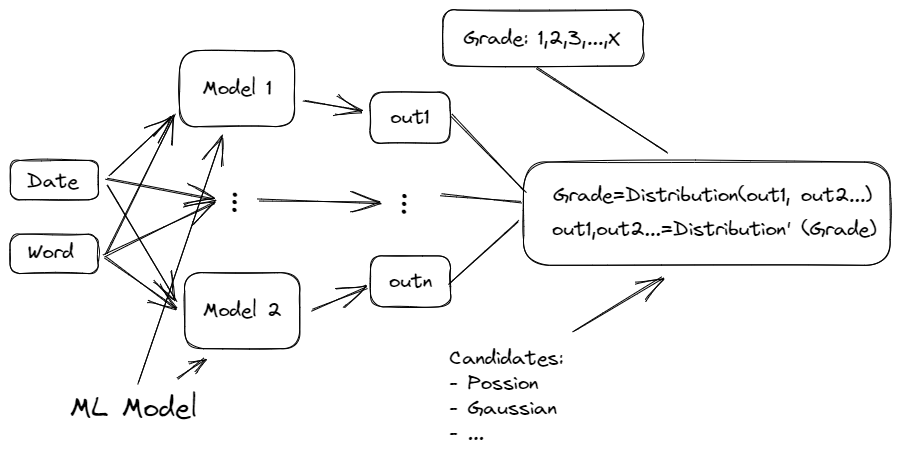 Grade: 1,2,3,...,X
Model 1
out1
Date
Grade=Distribution(out1, out2...)
out1,out2...=Distribution' (Grade)
Word
Model 2
outn
Candidates:
- Possion
- Gaussian
- ...
ML Model